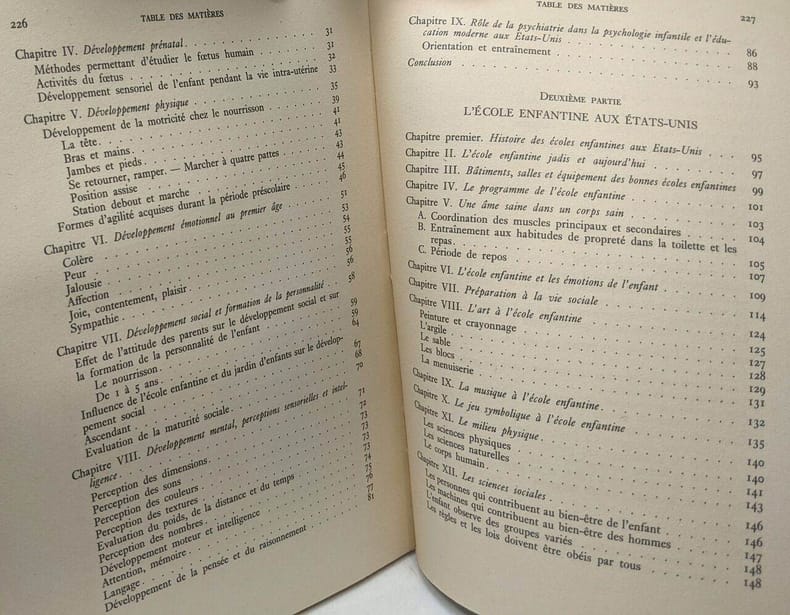 226
TABLE DES MATIÈRES
Chapitre IV. Développement prénatal . . . 31
Méthodes permettant d'étudier le fœtus humain . . . 31
Activités du fœtus . . . 32
Développement sensoriel de l'enfant pendant la vie intra-utérine 33
Chapitre V. Développement physique . . . 35
Développement de la motricité chez le nourrisson . . . 39
La tête . . . 41
Bras et mains . . . 41
Jambes et pieds . . . 43
Se retourner, ramper. — Marcher à quatre pattes . . . 43
Position assise . . . 44
Station debout et marche . . . 45
Formes d'agilité acquises durant la période préscolaire . . . 46
Chapitre VI. Développement émotionnel au premier âge . . . 51
Colère . . . 53
Peur . . . 54
Jalousie . . . 55
Affection . . . 55
Joie, contentement, plaisir . . . 56
Sympathie . . . 56
Chapitre VII. Développement social et formation de la personnalité . 58
Effet de l'attitude des parents sur le développement social et sur
la formation de la personnalité de l'enfant . . . 59
Le nourrisson . . . 59
De 1 à 5 ans . . . 64
Influence de l'école enfantine et du jardin d'enfants sur le dévelop-
pement social . . . 67
Ascendant . . . 68
Evaluation de la maturité sociale . . . 70
Chapitre VIII. Développement mental, perceptions sensorielles et intel-
ligence . . . 71
Perception des dimensions . . . 72
Perception des sons . . . 73
Perception des couleurs . . . 73
Perception des textures . . . 73
Evaluation du poids, de la distance et du temps . . . 73
Perception des nombres . . . 74
Développement moteur et intelligence . . . 75
Attention, mémoire . . . 76
Langage . . . 77
Développement de la pensée et du raisonnement . . . 81
TABLE DES MATIÈRES
227
Chapitre IX. Rôle de la psychiatrie dans la psychologie infantile et l'édu-
cation moderne aux Etats-Unis . . . 86
Orientation et entraînement . . . 88
Conclusion . . . 93
DEUXIÈME PARTIE
L'ÉCOLE ENFANTINE AUX ÉTATS-UNIS
Chapitre premier. Histoire des écoles enfantines aux Etats-Unis . . . 95
Chapitre II. L'école enfantine jadis et aujourd'hui . . . 97
Chapitre III. Bâtiments, salles et équipement des bonnes écoles enfantines 99
Chapitre IV. Le programme de l'école enfantine . . . 101
Chapitre V. Une âme saine dans un corps sain . . . 103
A. Coordination des muscles principaux et secondaires . . . 104
B. Entraînement aux habitudes de propreté dans la toilette et les
repas . . . 105
C. Période de repos . . . 107
Chapitre VI. L'école enfantine et les émotions de l'enfant . . . 109
Chapitre VII. Préparation à la vie sociale . . . 114
Chapitre VIII. L'art à l'école enfantine . . . 124
Peinture et crayonnage . . . 125
L'argile . . . 127
Le sable . . . 128
Les blocs . . . 129
La menuiserie . . . 131
Chapitre IX. La musique à l'école enfantine . . . 132
Chapitre X. Le jeu symbolique à l'école enfantine . . . 135
Chapitre XI. Le milieu physique . . . 140
Les sciences physiques . . . 140
Les sciences naturelles . . . 141
Le corps humain . . . 143
Chapitre XII. Les sciences sociales . . . 146
Les personnes qui contribuent au bien-être de l'enfant . . . 146
Les machines qui contribuent au bien-être des hommes . . . 147
L'enfant observe des groupes variés . . . 148
Les règles et les lois doivent être obéis par tous . . . 148